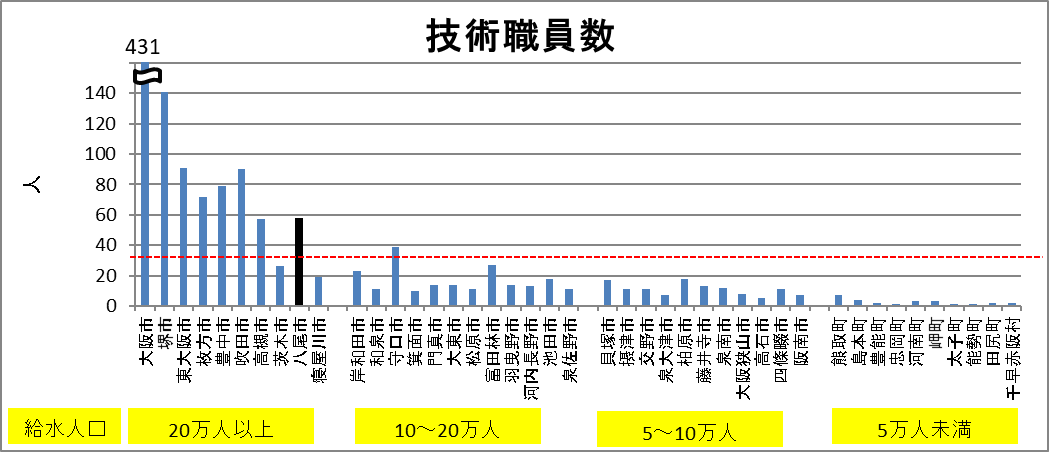 技術職員数
431
人
140
120
100
80
60
40
20
0
大阪市
堺市
東大阪市
枚方市
豊中市
吹田市
高槻市
茨木市
八尾市
寝屋川市
岸和田市
和泉市
守口市
箕面市
門真市
大東市
松原市
富田林市
羽曳野市
河内長野市
池田市
泉佐野市
貝塚市
摂津市
交野市
泉大津市
柏原市
藤井寺市
泉南市
大阪狭山市
高石市
四條畷市
阪南市
熊取町
島本町
豊能町
忠岡町
河南町
岬町
太子町
能勢町
田尻町
千早赤阪村
給水人口
20万人以上
10～20万人
5～10万人
5万人未満